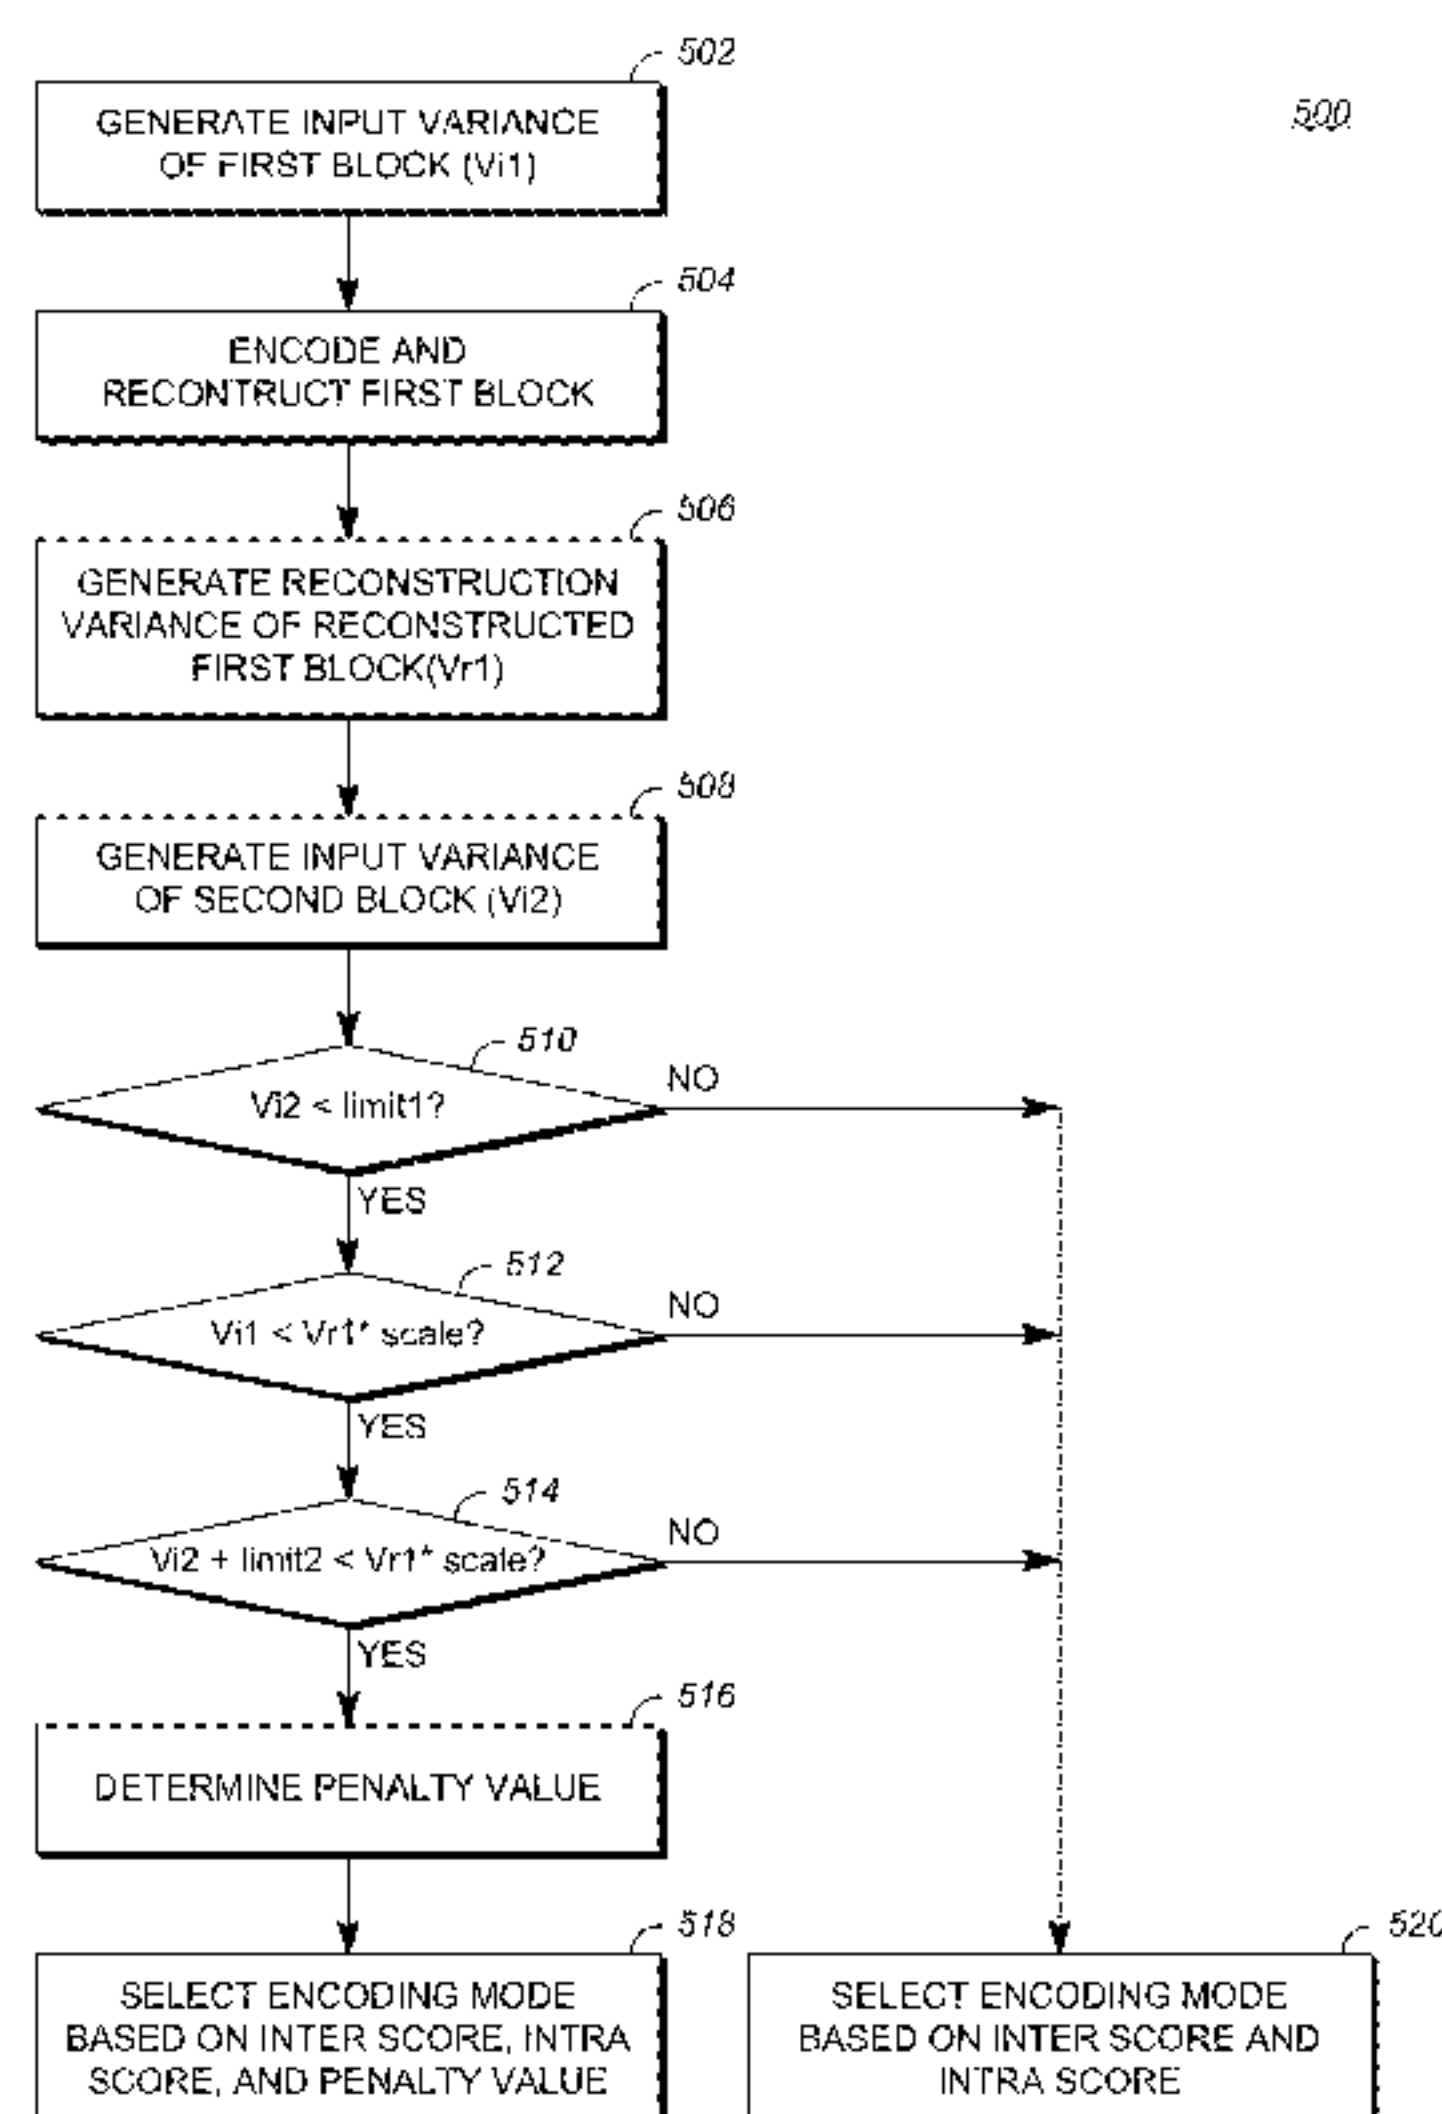 502
500
GENERATE INPUT VARIANCE
OF FIRST BLOCK (Vi1)
504
ENCODE AND
RECONTRUCT FIRST BLOCK
506
GENERATE RECONSTRUCTION
VARIANCE OF RECONSTRUCTED
FIRST BLOCK(Vr1)
508
GENERATE INPUT VARIANCE
OF SECOND BLOCK (Vi2)
510
Vi2 < limit1?
NO
YES
512
Vi1 < Vr1* scale?
NO
YES
514
Vi2 + limit2 < Vr1* scale?
NO
YES
516
DETERMINE PENALTY VALUE
518
SELECT ENCODING MODE
BASED ON INTER SCORE, INTRA
SCORE, AND PENALTY VALUE
520
SELECT ENCODING MODE
BASED ON INTER SCORE AND
INTRA SCORE